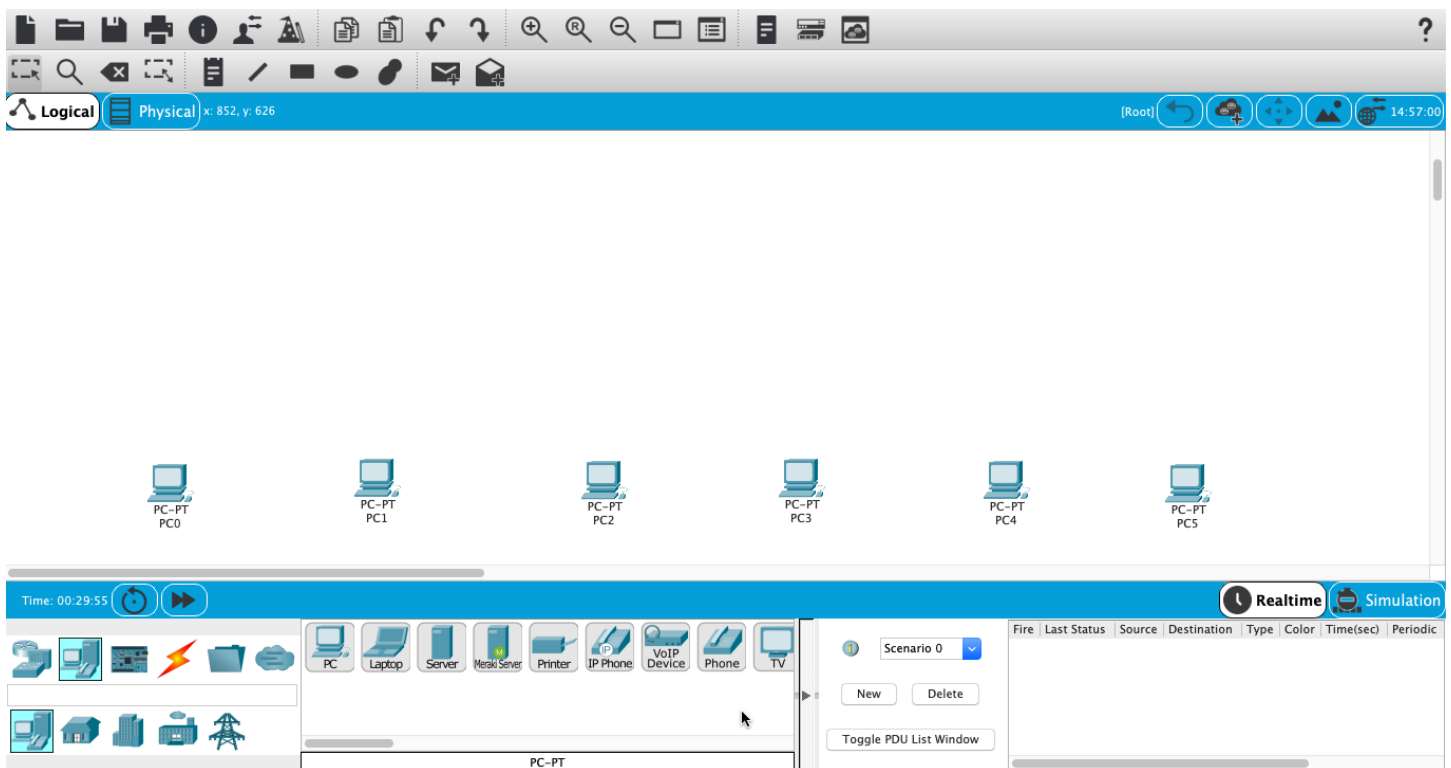 ?
R
Logical
Physical
x: 852, y: 626
[Root]
14:57:00
PC-PT
PC0
PC-PT
PC1
PC-PT
PC2
PC-PT
PC3
PC-PT
PC4
PC-PT
PC5
Time: 00:29:55
Realtime
Simulation
PC
Laptop
Server
M
Meraki Server
Printer
IP
IP Phone
VoIP
Device
Phone
TV
PC-PT
Scenario 0
New
Delete
Toggle PDU List Window
Fire Last Status Source Destination Type Color Time(sec) Periodic